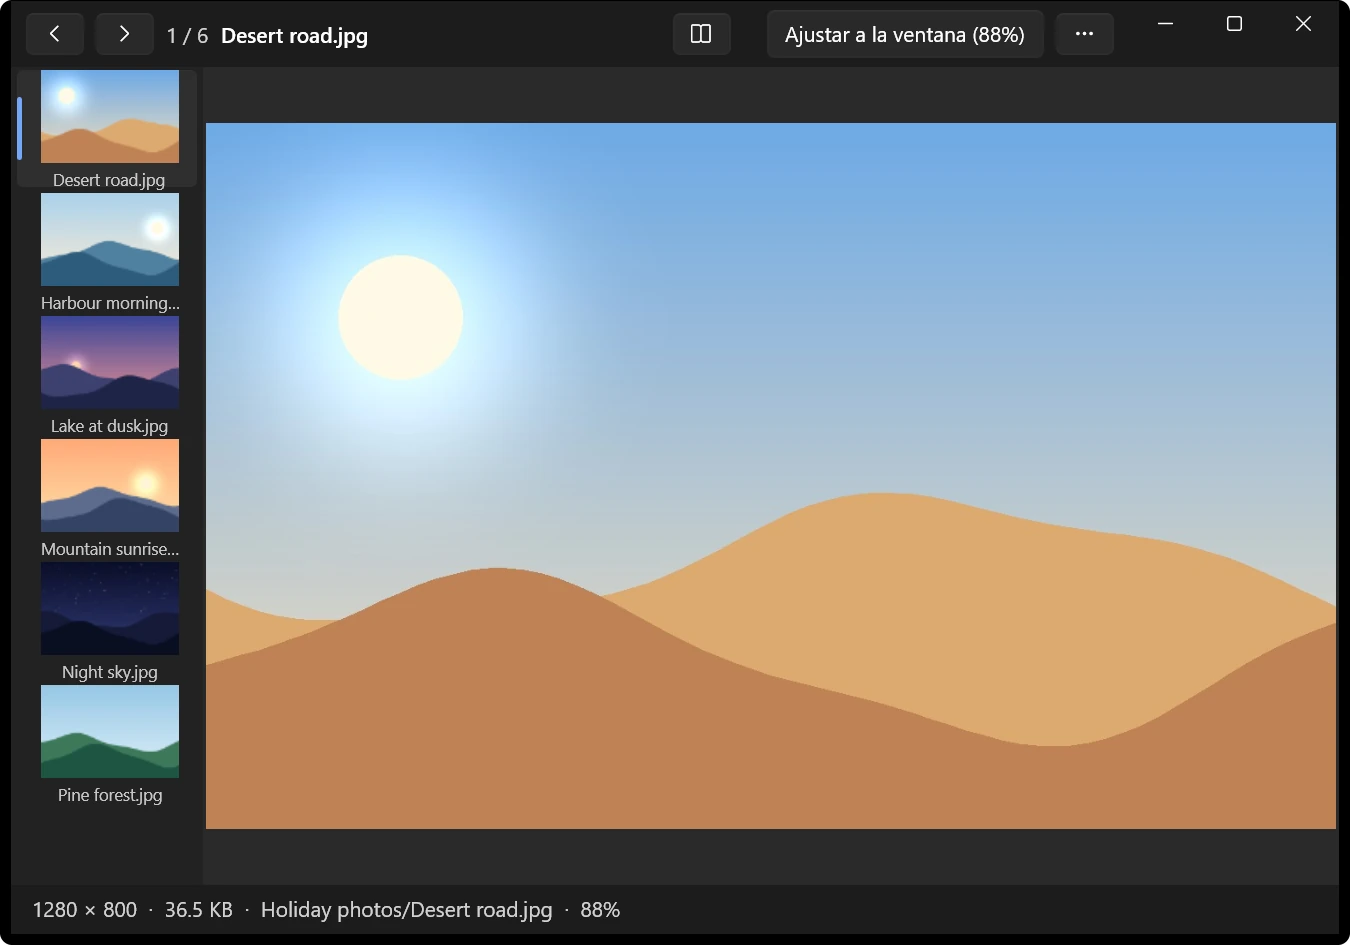 1 / 6 Desert road.jpg
Ajustar a la ventana (88%)
Desert road.jpg
Harbour morning...
Lake at dusk.jpg
Mountain sunrise...
Night sky.jpg
Pine forest.jpg
1280 × 800 · 36.5 KB · Holiday photos/Desert road.jpg · 88%